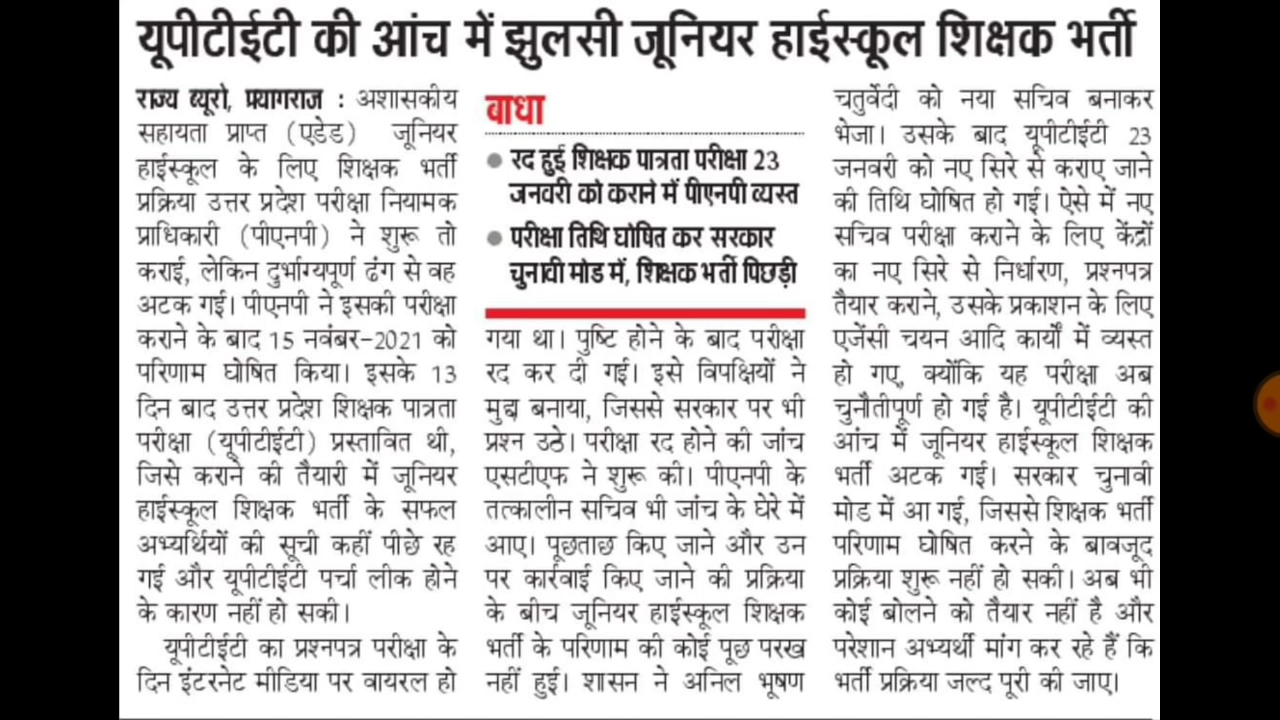 यूपीटीईटी की आंच में झुलसी जूनियर हाईस्कूल शिक्षक भर्ती
राज्य ब्यूरो, प्रयागराज : अशासकीय
सहायता प्राप्त (एडेड) जूनियर
हाईस्कूल के लिए शिक्षक भर्ती
प्रक्रिया उत्तर प्रदेश परीक्षा नियामक
प्राधिकारी (पीएनपी) ने शुरू तो
कराई, लेकिन दुर्भाग्यपूर्ण ढंग से वह
अटक गई। पीएनपी ने इसकी परीक्षा
कराने के बाद 15 नवंबर-2021 को
परिणाम घोषित किया। इसके 13
दिन बाद उत्तर प्रदेश शिक्षक पात्रता
परीक्षा (यूपीटीईटी) प्रस्तावित थी,
जिसे कराने की तैयारी में जूनियर
हाईस्कूल शिक्षक भर्ती के सफल
अभ्यर्थियों की सूची कहीं पीछे रह
गई और यूपीटीईटी पर्चा लीक होने
के कारण नहीं हो सकी।
यूपीटीईटी का प्रश्नपत्र परीक्षा के
दिन इंटरनेट मीडिया पर वायरल हो
बाधा
● रद हुई शिक्षक पात्रता परीक्षा 23
जनवरी को कराने में पीएनपी व्यस्त
● परीक्षा तिथि घोषित कर सरकार
चुनावी मोड में, शिक्षक भर्ती पिछड़ी
गया था। पुष्टि होने के बाद परीक्षा
रद कर दी गई। इसे विपक्षियों ने
मुद्दा बनाया, जिससे सरकार पर भी
प्रश्न उठे। परीक्षा रद होने की जांच
एसटीएफ ने शुरू की। पीएनपी के
तत्कालीन सचिव भी जांच के घेरे में
आए। पूछताछ किए जाने और उन
पर कार्रवाई किए जाने की प्रक्रिया
के बीच जूनियर हाईस्कूल शिक्षक
भर्ती के परिणाम की कोई पूछ परख
नहीं हुई। शासन ने अनिल भूषण
चतुर्वेदी को नया सचिव बनाकर
भेजा। उसके बाद यूपीटीईटी 23
जनवरी को नए सिरे से कराए जाने
की तिथि घोषित हो गई। ऐसे में नए
सचिव परीक्षा कराने के लिए केंद्रों
का नए सिरे से निर्धारण, प्रश्नपत्र
तैयार कराने, उसके प्रकाशन के लिए
एजेंसी चयन आदि कार्यों में व्यस्त
हो गए, क्योंकि यह परीक्षा अब
चुनौतीपूर्ण हो गई है। यूपीटीईटी की
आंच में जूनियर हाईस्कूल शिक्षक
भर्ती अटक गई। सरकार चुनावी
मोड में आ गई, जिससे शिक्षक भर्ती
परिणाम घोषित करने के बावजूद
प्रक्रिया शुरू नहीं हो सकी। अब भी
कोई बोलने को तैयार नहीं है और
परेशान अभ्यर्थी मांग कर रहे हैं कि
भर्ती प्रक्रिया जल्द पूरी की जाए।